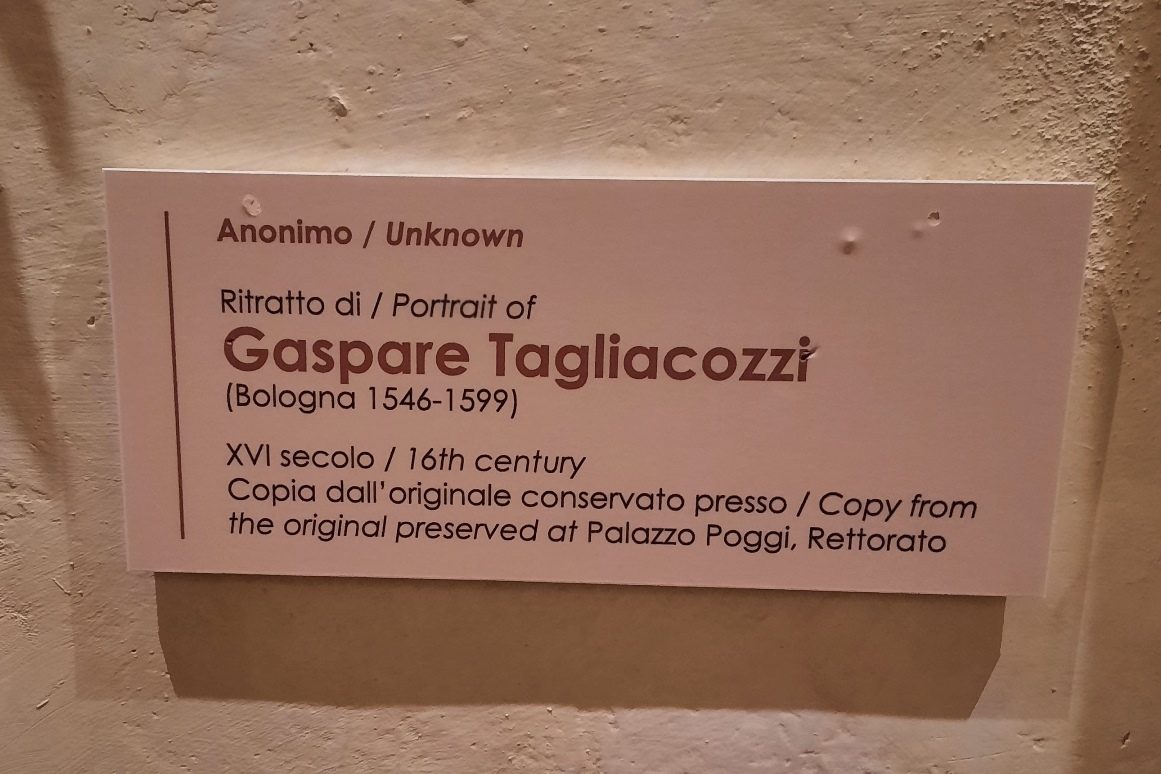 Anonimo / Unknown
Ritratto di / Portrait of
Gaspare Tagliacozzi
(Bologna 1546-1599)
XVI secolo / 16th century
Copia dall'originale conservato presso / Copy from
the original preserved at Palazzo Poggi, Rettorato